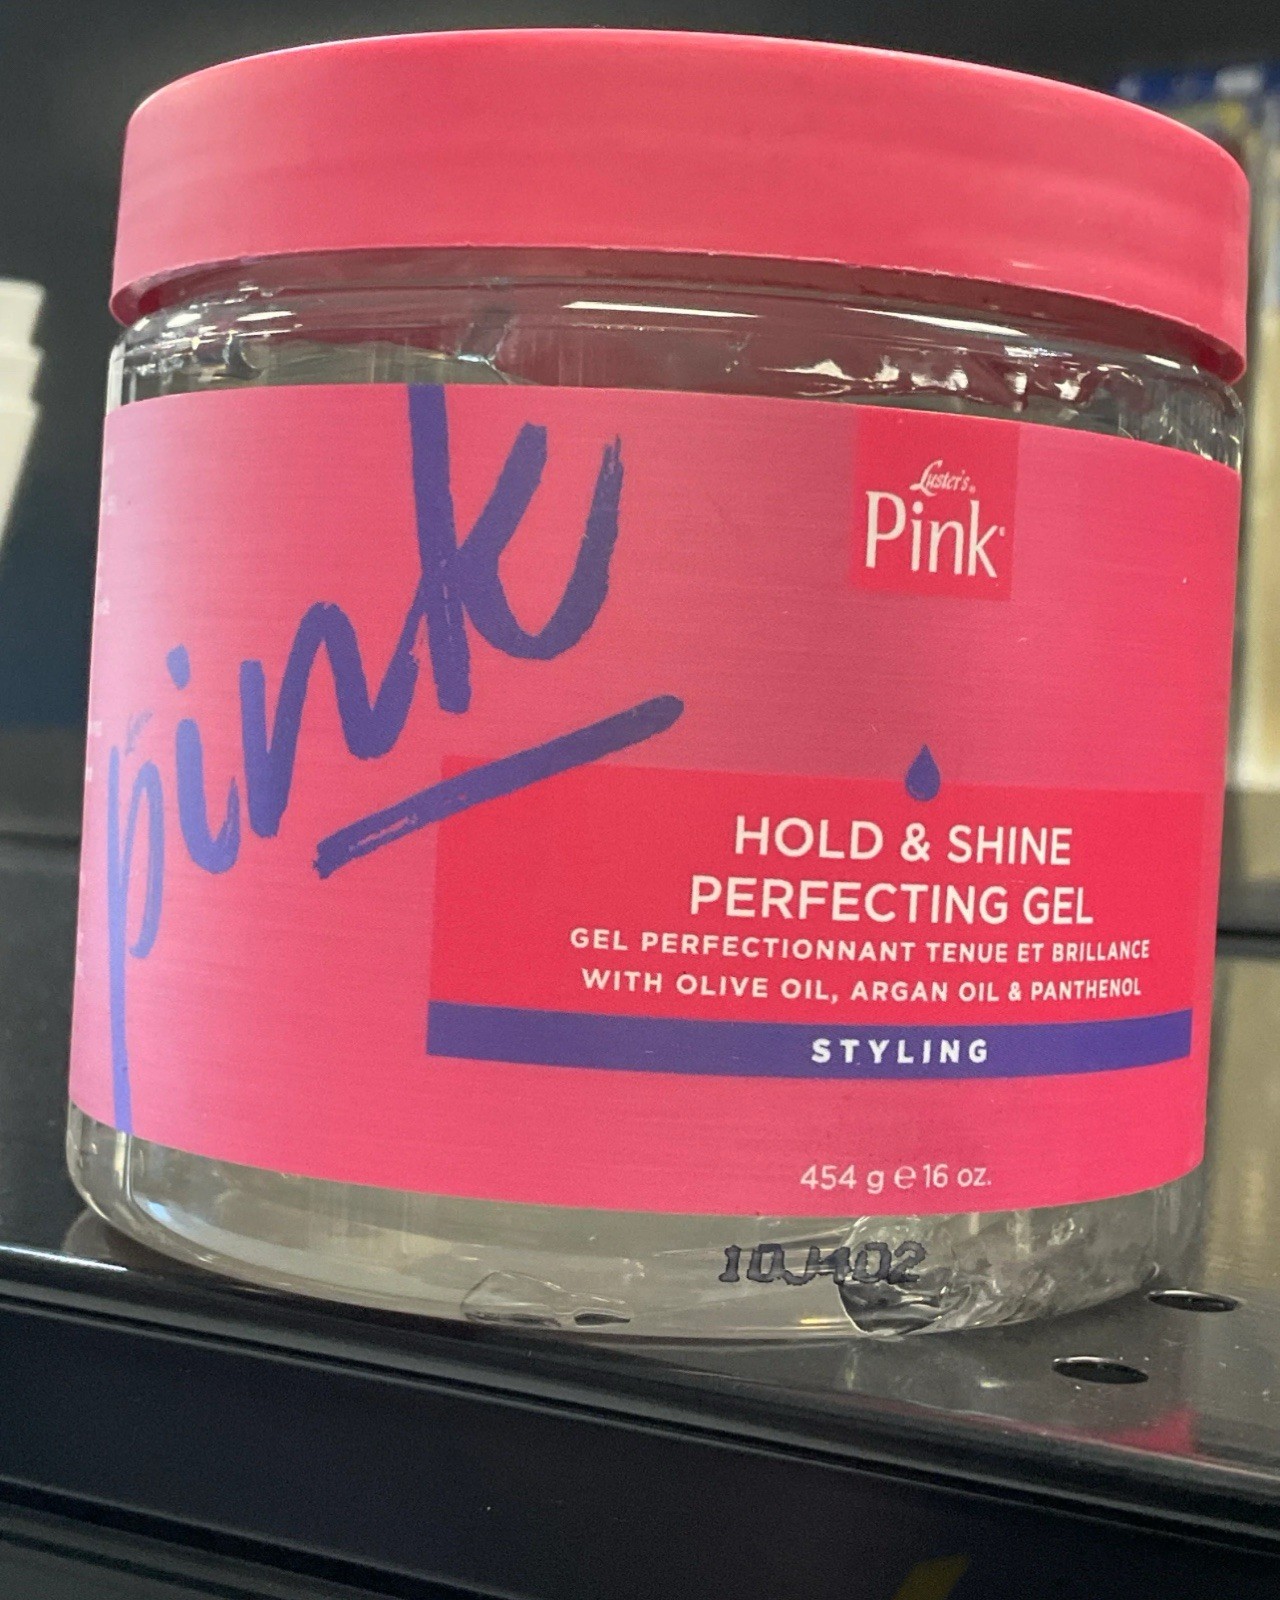 pink
Luster's®
Pink®
HOLD & SHINE
PERFECTING GEL
GEL PERFECTIONNANT TENUE ET BRILLANCE
WITH OLIVE OIL, ARGAN OIL & PANTHENOL
STYLING
454 g e 16 oz.
10J402